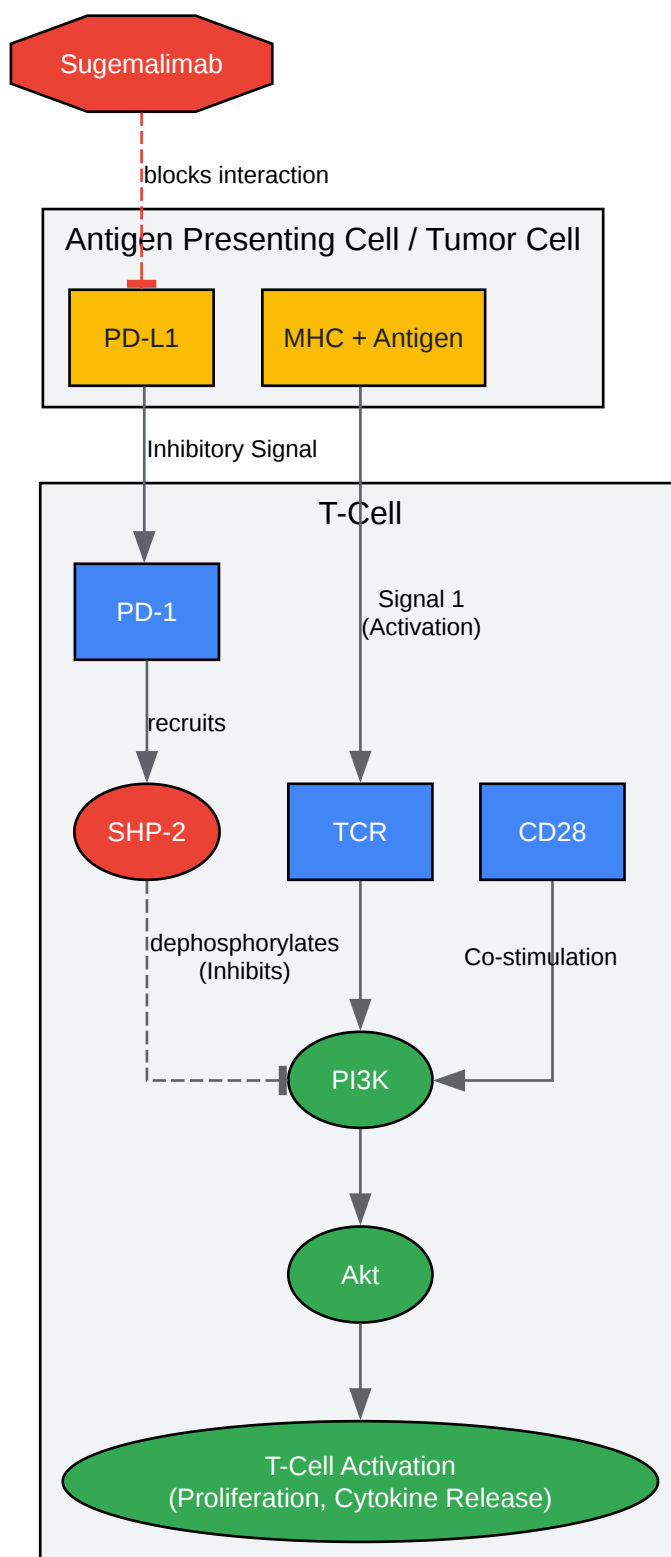 Sugemalimab
blocks interaction
Antigen Presenting Cell / Tumor Cell
PD-L1
MHC + Antigen
Inhibitory Signal
T-Cell
PD-1
Signal 1
(Activation)
recruits
SHP-2
TCR
CD28
dephosphorylates
(Inhibits)
Co-stimulation
PI3K
Akt
T-Cell Activation
(Proliferation, Cytokine Release)